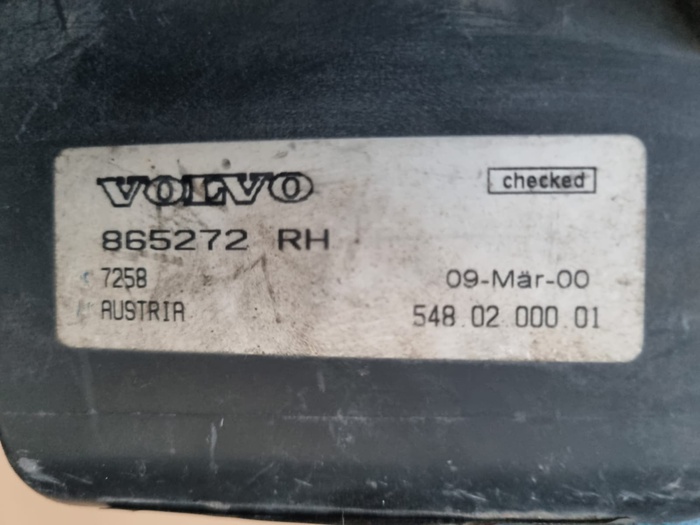 VOLVO
checked
865272 RH
7258
09-Mär-00
AUSTRIA
548.02.000.01